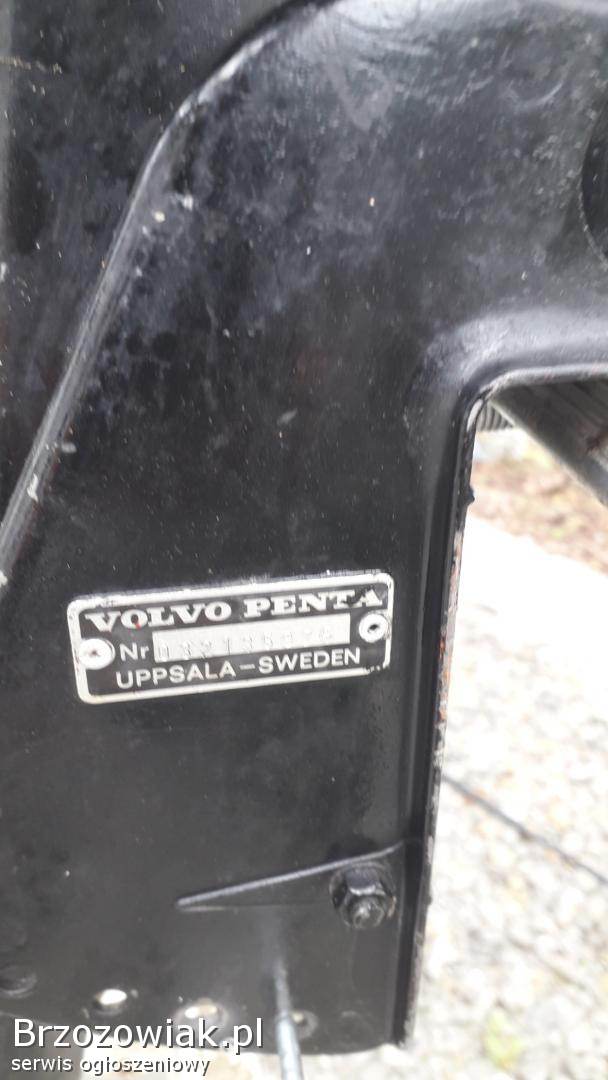 VOLVO PENTA
Nr
UPPSALA–SWEDEN
Brzozowiak.pl
serwis ogłoszeniowy